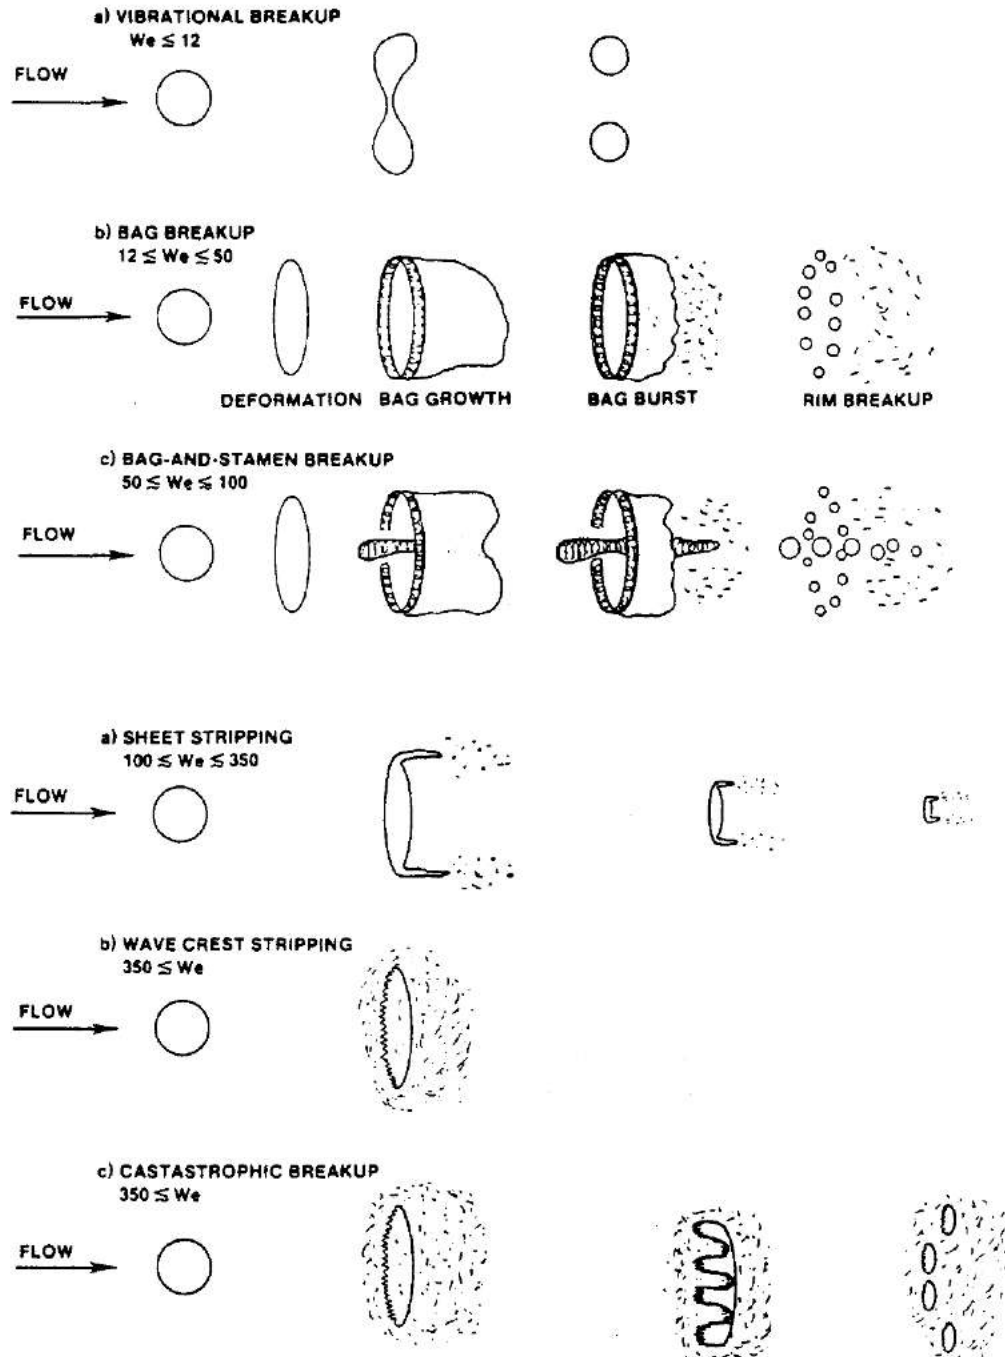 a) VIBRATIONAL BREAKUP
We ≤ 12
FLOW
b) BAG BREAKUP
12 ≤ We ≤ 50
FLOW
DEFORMATION BAG GROWTH BAG BURST RIM BREAKUP
c) BAG-AND-STAMEN BREAKUP
50 ≤ We ≤ 100
FLOW
a) SHEET STRIPPING
100 ≤ We ≤ 350
FLOW
b) WAVE CREST STRIPPING
350 ≤ We
FLOW
c) CASTASTROPHIC BREAKUP
350 ≤ We
FLOW